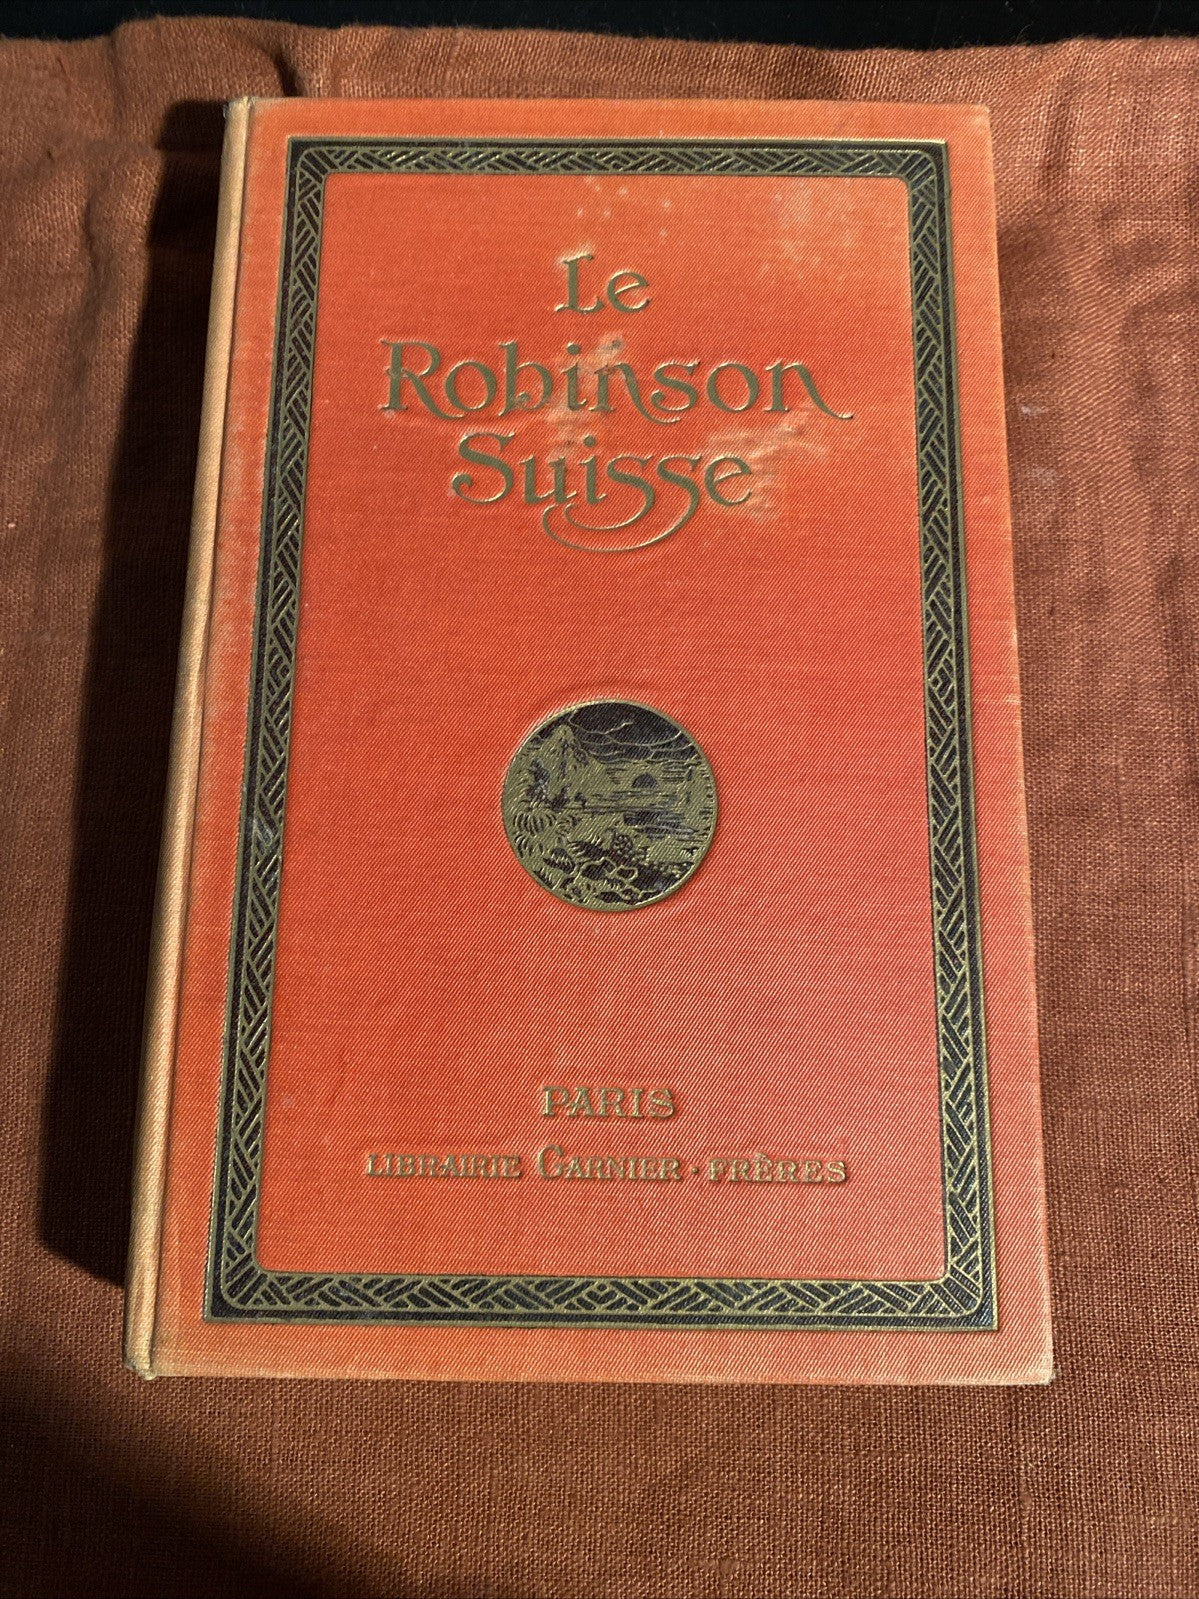 Le
Robinson
Suisse
PARIS
LIBRAIRIE GARNIER · FRÈRES